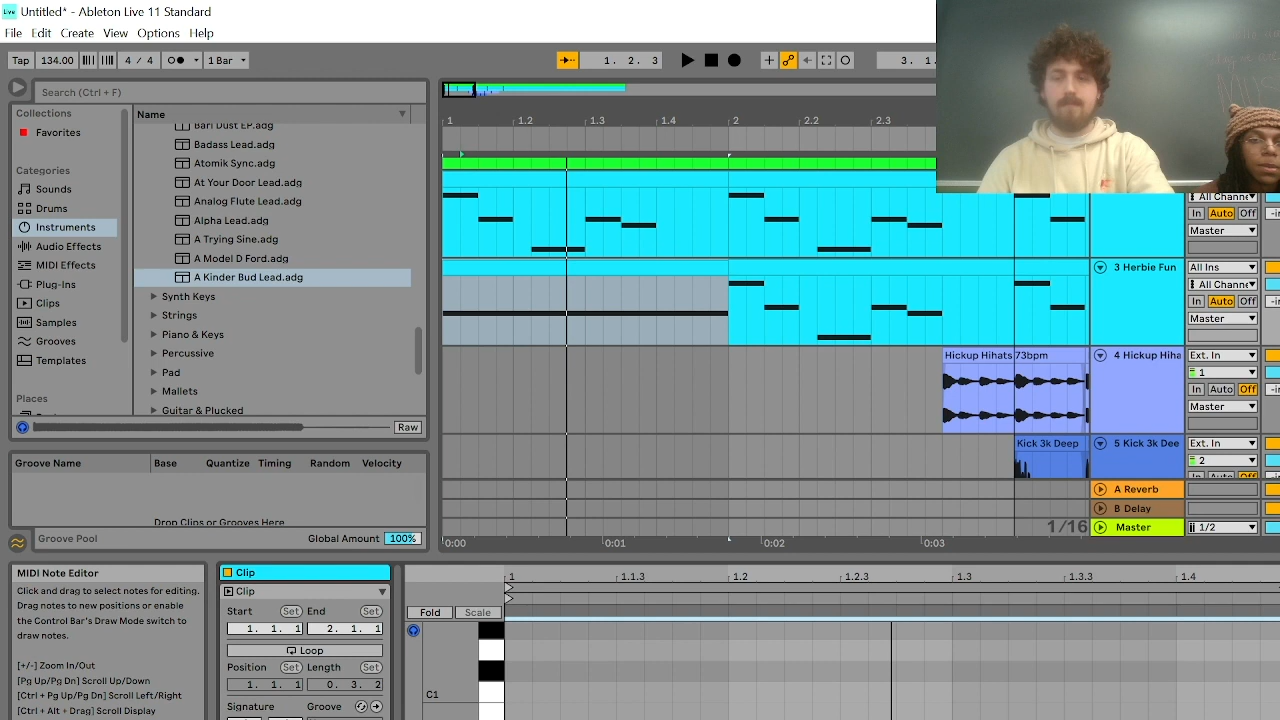 Live Untitled* - Ableton Live 11 Standard
File Edit Create View Options Help
Tap 134.00 4 / 4 1 Bar 1. 2. 3 3. 1.
Search (Ctrl + F)
Collections
Favorites
Categories
Sounds
Drums
Instruments
Audio Effects
MIDI Effects
Plug-Ins
Clips
Samples
Grooves
Templates
Places
Name
Bari Dust EP.adg
Badass Lead.adg
Atomik Sync.adg
At Your Door Lead.adg
Analog Flute Lead.adg
Alpha Lead.adg
A Trying Sine.adg
A Model D Ford.adg
A Kinder Bud Lead.adg
Synth Keys
Strings
Piano & Keys
Percussive
Pad
Mallets
Guitar & Plucked
Raw
Groove Name Base Quantize Timing Random Velocity
Drop Clips or Grooves Here
Groove Pool Global Amount 100%
1 1.2 1.3 1.4 2 2.2 2.3
All Channe
In Auto Off
Master
3 Herbie Fun All Ins
All Channe
In Auto Off
Master
Hickup Hihats 73bpm 4 Hickup Hiha Ext. In
1
In Auto Off
Master
Kick 3k Deep 5 Kick 3k Dee Ext. In
2
In Auto Off
A Reverb
B Delay
1/16 Master 1/2
0:00 0:01 0:02 0:03
MIDI Note Editor
Click and drag to select notes for editing.
Drag notes to new positions or enable
the Control Bar's Draw Mode switch to
draw notes.
[+/-] Zoom In/Out
[Pg Up/Pg Dn] Scroll Up/Down
[Ctrl + Pg Up/Pg Dn] Scroll Left/Right
[Ctrl + Alt + Drag] Scroll Display
Clip
Clip
Start Set End Set
1. 1. 1 2. 1. 1
Loop
Position Set Length Set
1. 1. 1 0. 3. 2
Signature Groove
1 1.1.3 1.2 1.2.3 1.3 1.3.3 1.4
Fold Scale
C1